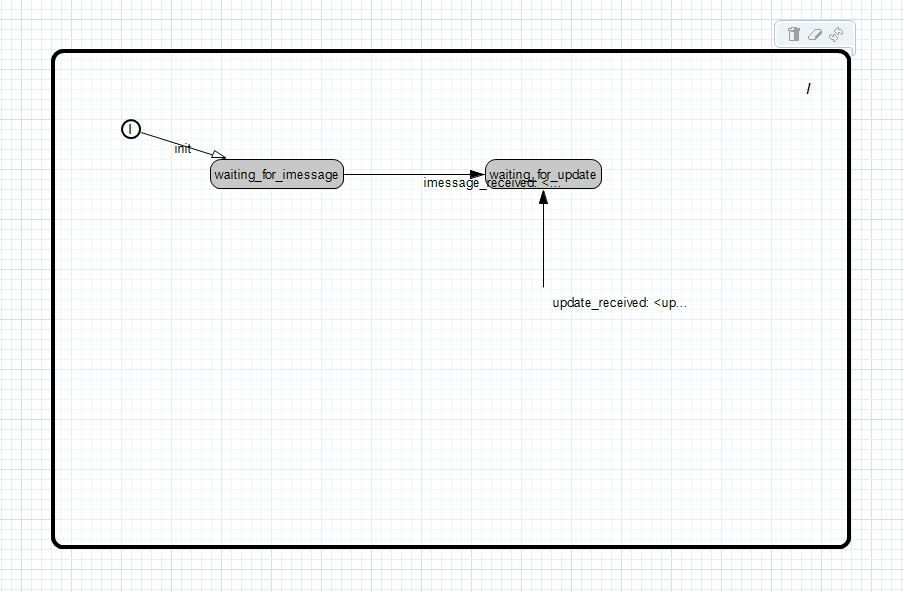 /
I
init
waiting_for_imessage
waiting_for_update
imessage_received: <...
update_received: <up...